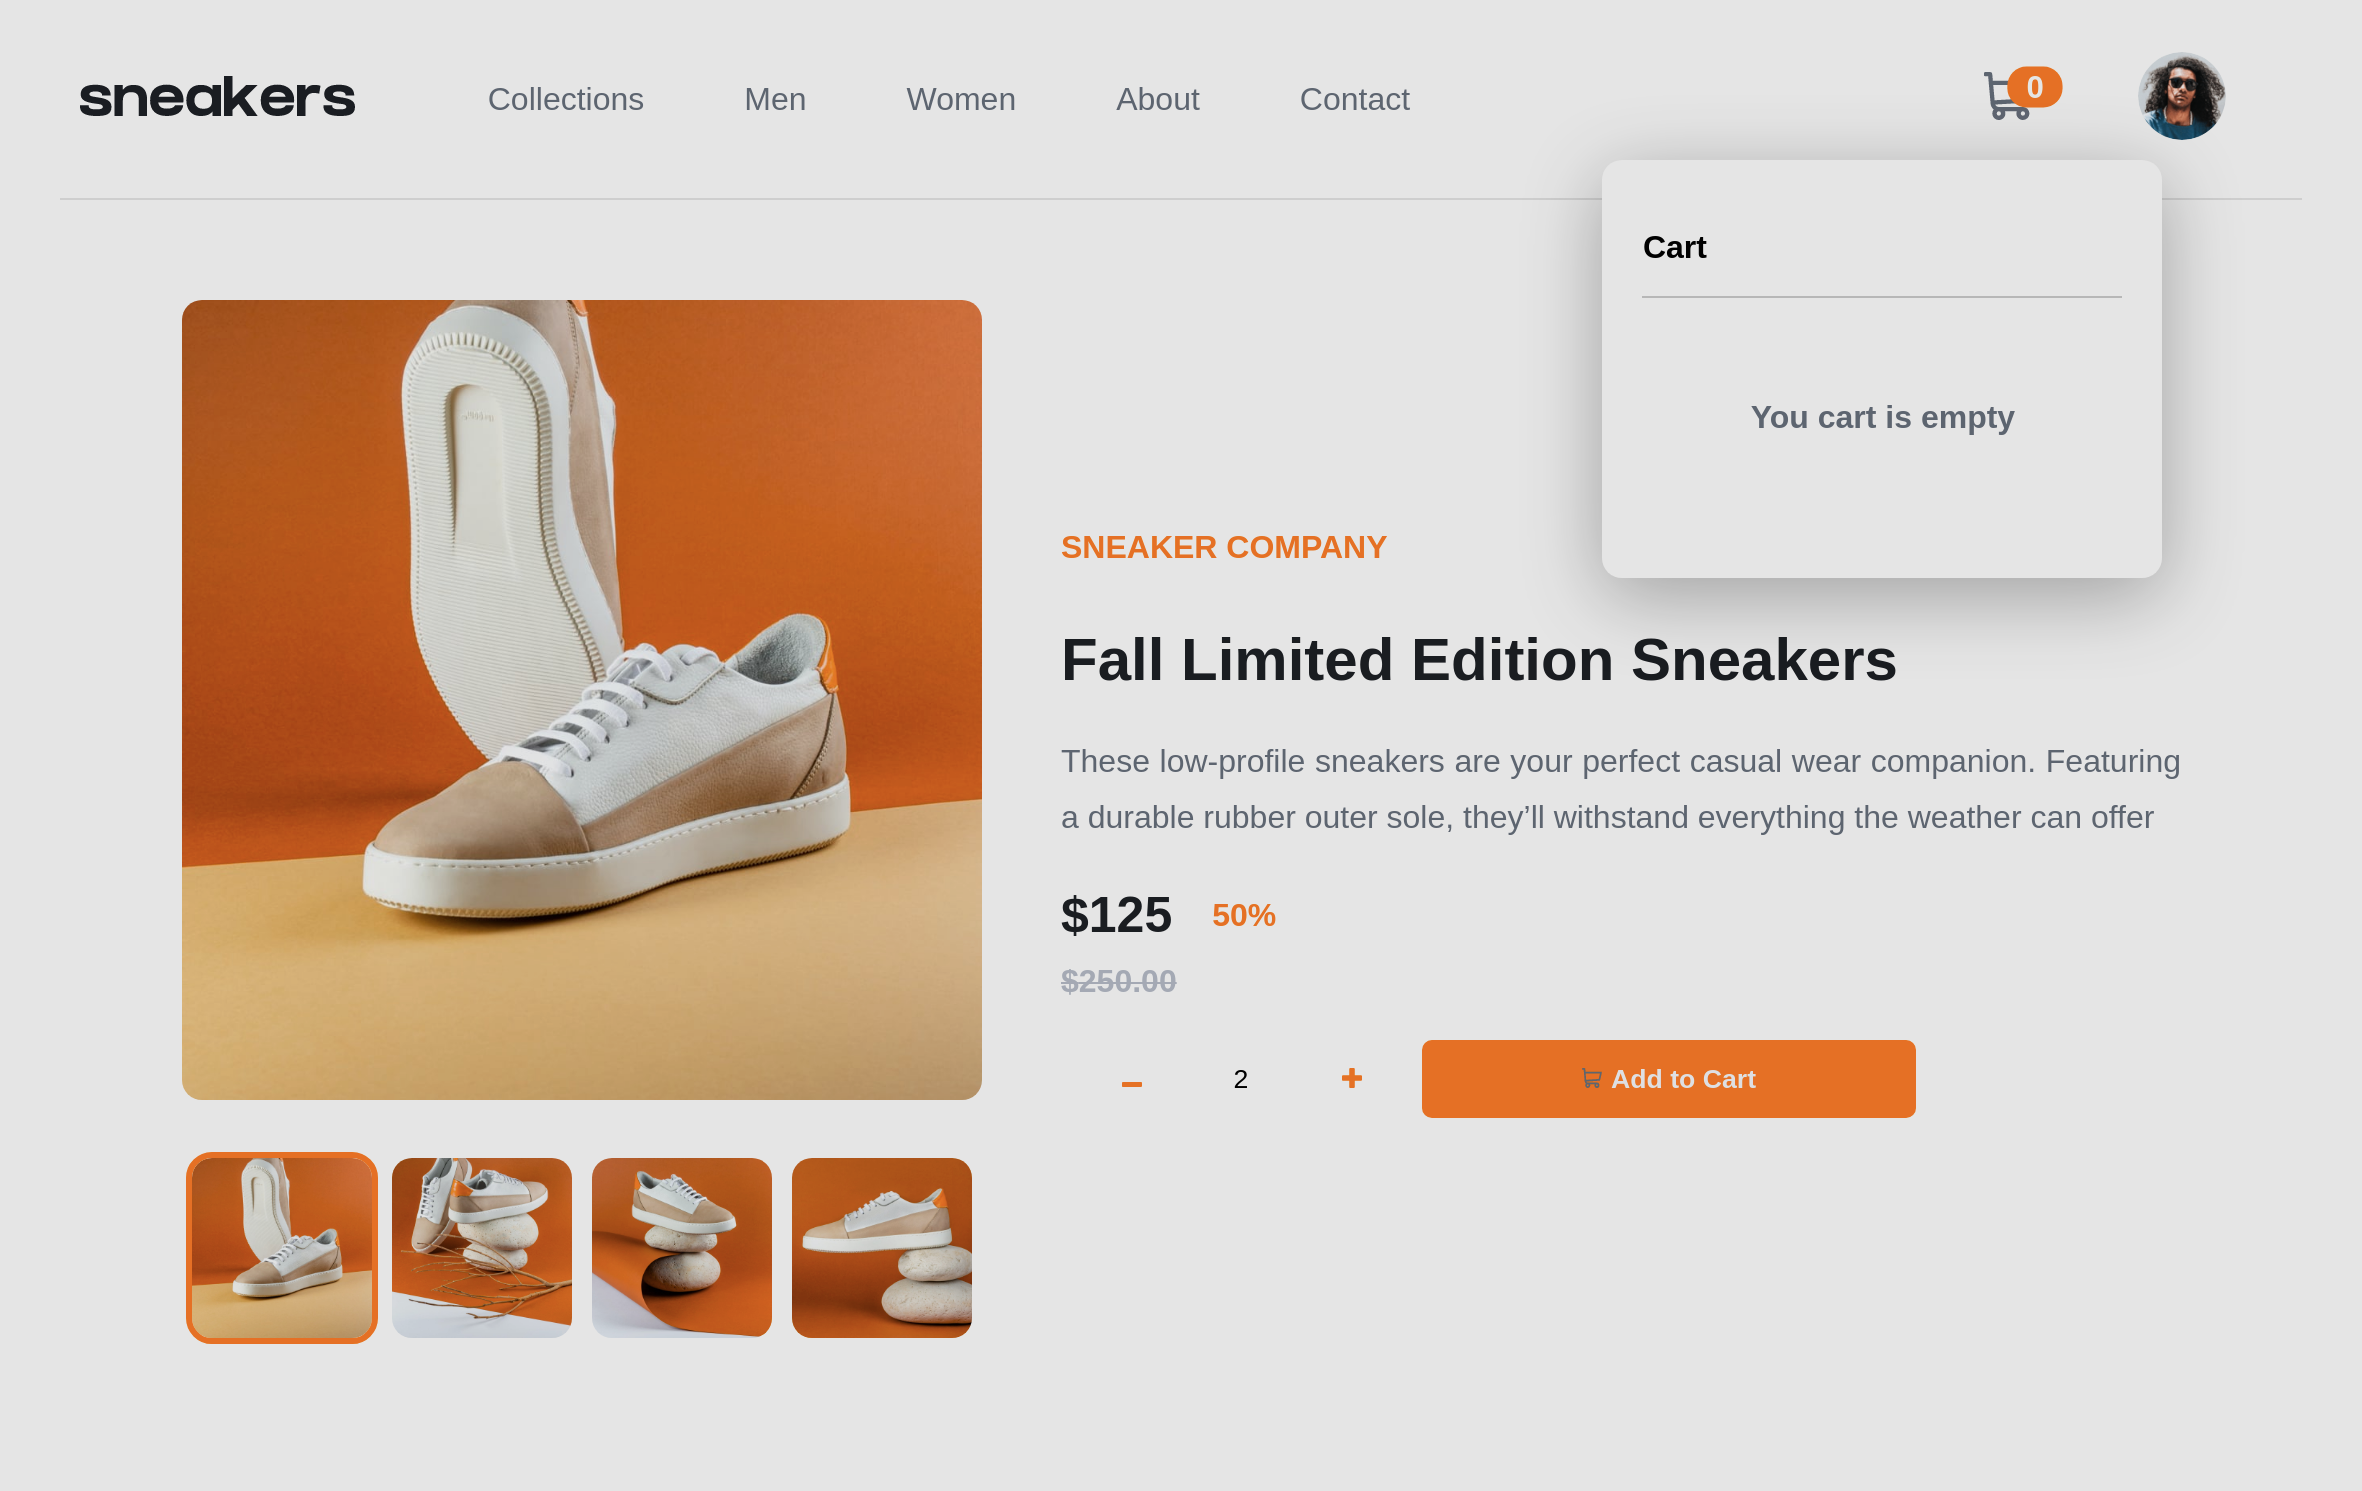 sneakers
Collections
Men
Women
About
Contact
0
Cart
You cart is empty
SNEAKER COMPANY
Fall Limited Edition Sneakers
These low-profile sneakers are your perfect casual wear companion. Featuring
a durable rubber outer sole, they’ll withstand everything the weather can offer
$125
50%
$250.00
2
Add to Cart